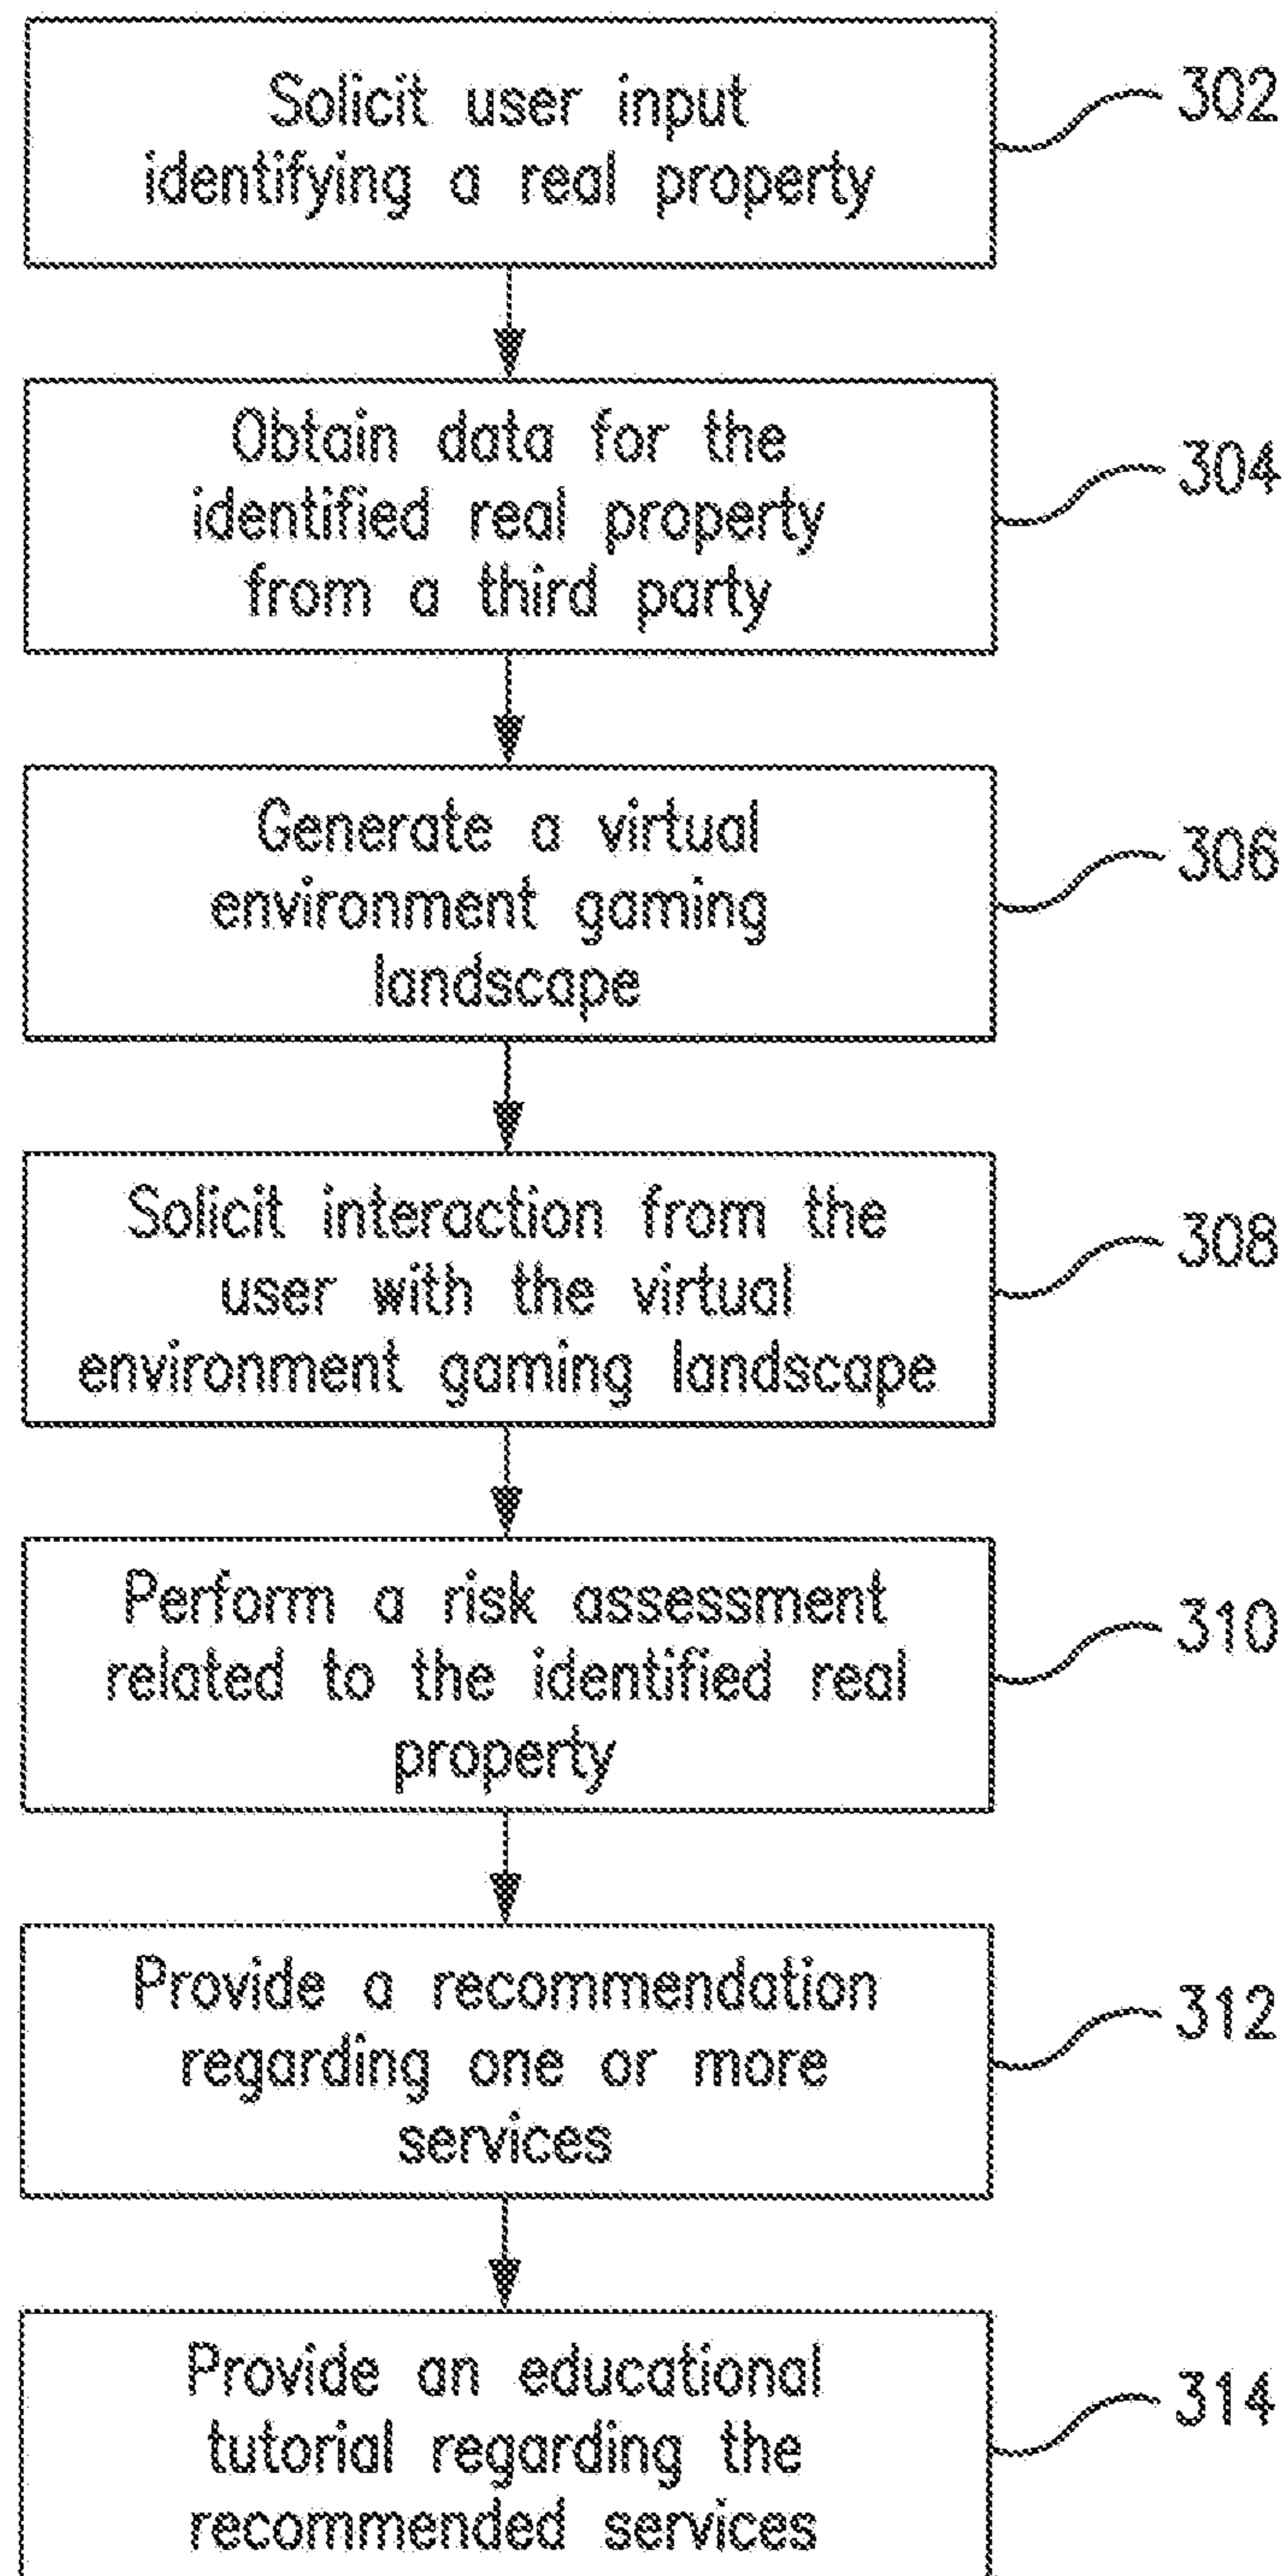 Solicit user input
identifying a real property
302
Obtain data for the
identified real property
from a third party
304
Generate a virtual
environment gaming
landscape
306
Solicit interaction from the
user with the virtual
environment gaming landscape
308
Perform a risk assessment
related to the identified real
property
310
Provide a recommendation
regarding one or more
services
312
Provide an educational
tutorial regarding the
recommended services
314